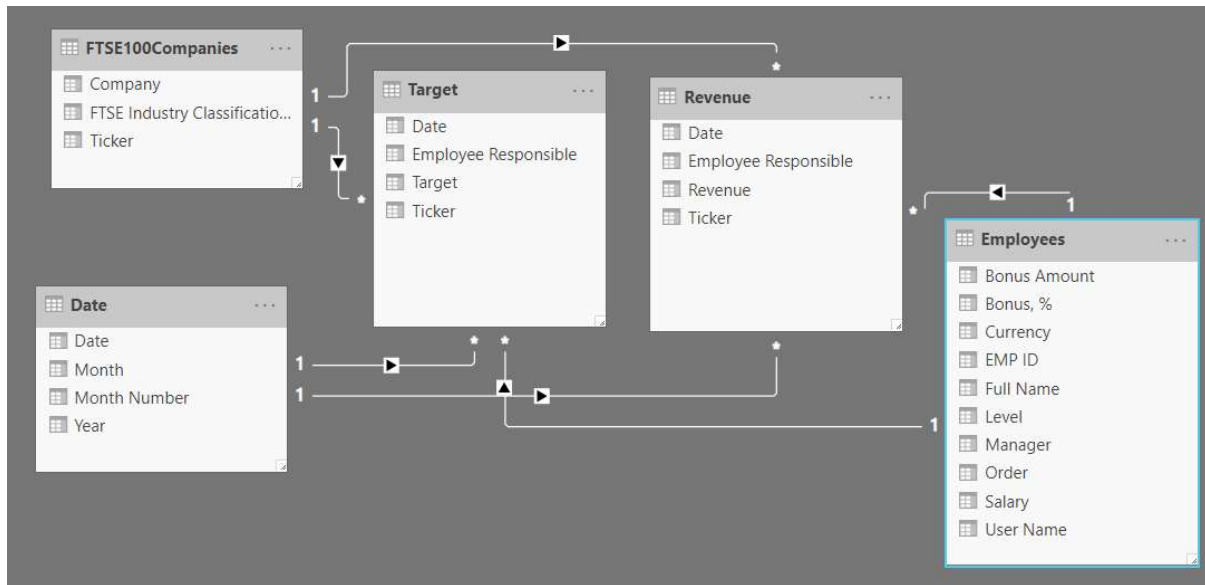 FTSE100Companies ...
Company
FTSE Industry Classificatio...
Ticker
1
1
*
*
Target ...
Date
Employee Responsible
Target
Ticker
Revenue ...
Date
Employee Responsible
Revenue
Ticker
*
1
Employees ...
Bonus Amount
Bonus, %
Currency
EMP ID
Full Name
Level
Manager
Order
Salary
User Name
Date ...
Date
Month
Month Number
Year
1
1
*
*
*
1